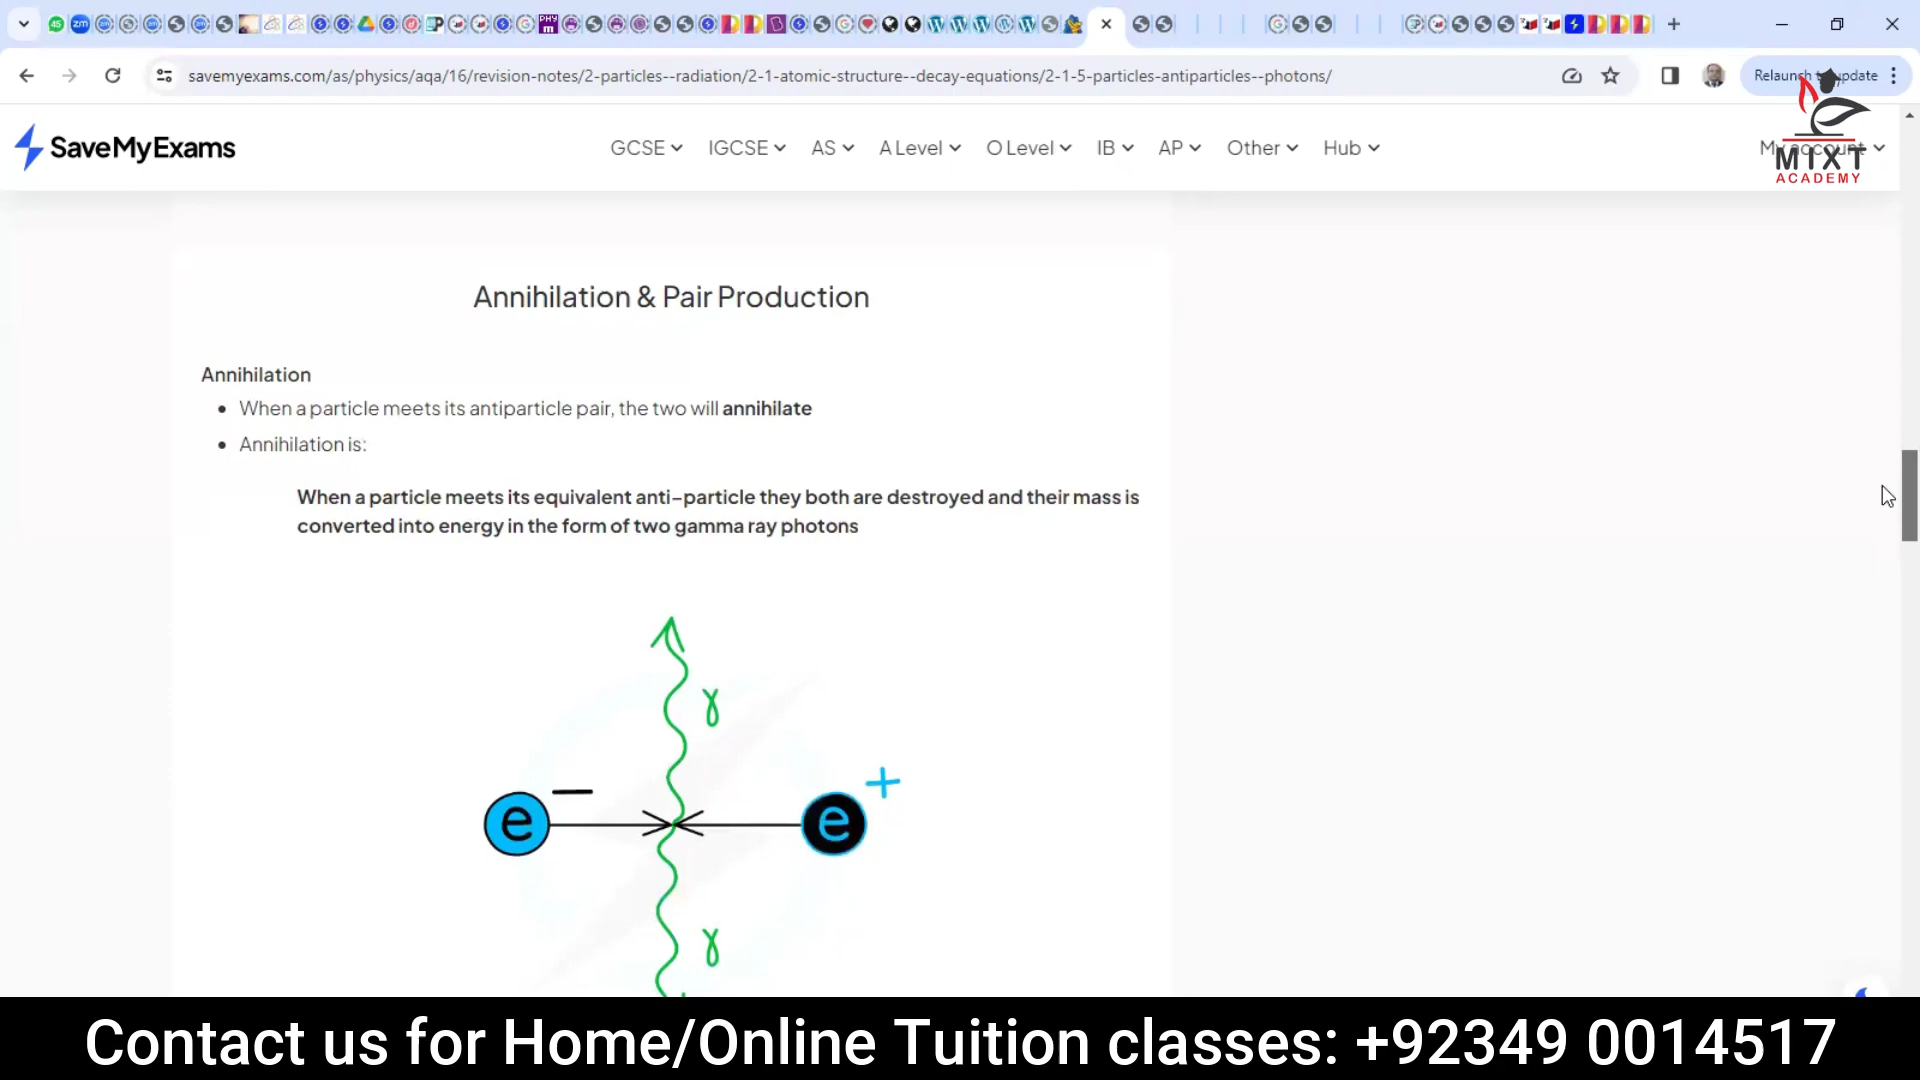 savemyexams.com/as/physics/aqa/16/revision-notes/2-particles--radiation/2-1-atomic-structure--decay-equations/2-1-5-particles-antiparticles--photons/
SaveMyExams
GCSE
IGCSE
AS
A Level
O Level
IB
AP
Other
Hub
MIXT
ACADEMY
Annihilation & Pair Production
Annihilation
• When a particle meets its antiparticle pair, the two will annihilate
• Annihilation is:
When a particle meets its equivalent anti-particle they both are destroyed and their mass is
converted into energy in the form of two gamma ray photons
γ
e −
e +
γ
Contact us for Home/Online Tuition classes: +92349 0014517